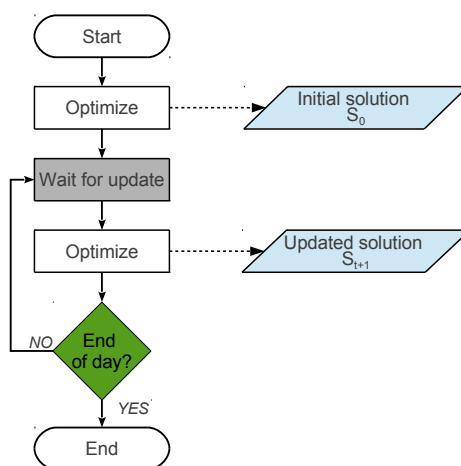 Start
Optimize
Initial solution
S0
Wait for update
Optimize
Updated solution
St+1
End
of day?
NO
YES
End